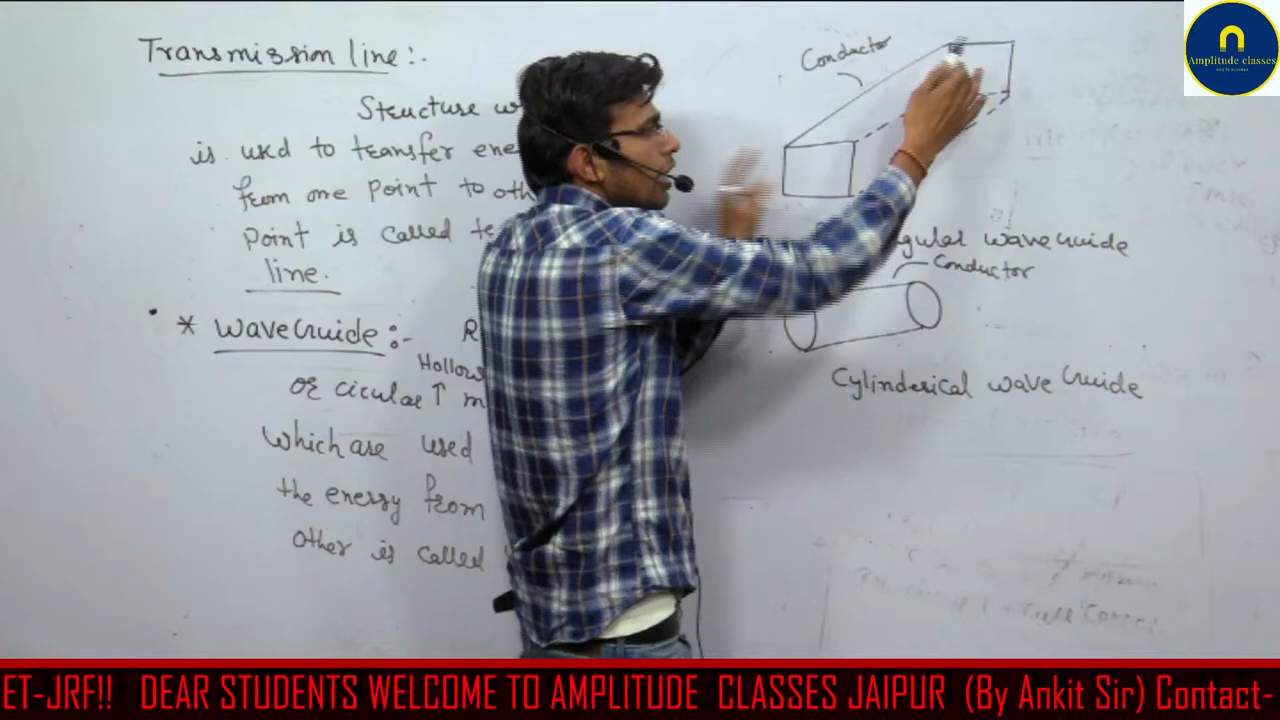 Transmission line:.
Structure w
is used to transfer ene
from one point to oth
point is called t
line.
* waveGuide:-
R
Hollow
or ciculae ↑ m
which are used
the energy from
other is called
Conductor
gular waveGuide
Conductor
Cylinderical wave Guide
Amplitude classes
ET-JRF!! DEAR STUDENTS WELCOME TO AMPLITUDE CLASSES JAIPUR (By Ankit Sir) Contact-